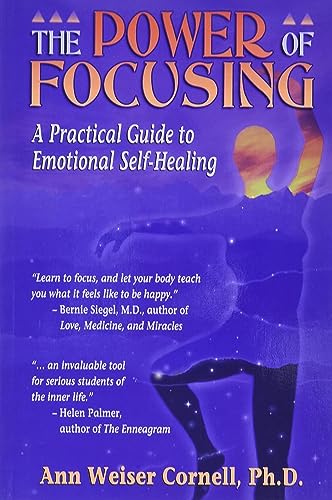 THE POWER OF
FOCUSING
A Practical Guide to
Emotional Self-Healing
"Learn to focus, and let your body teach
you what it feels like to be happy."
– Bernie Siegel, M.D., author of
Love, Medicine, and Miracles
"... an invaluable tool
for serious students of
the inner life."
– Helen Palmer,
author of The Enneagram
Ann Weiser Cornell, Ph.D.